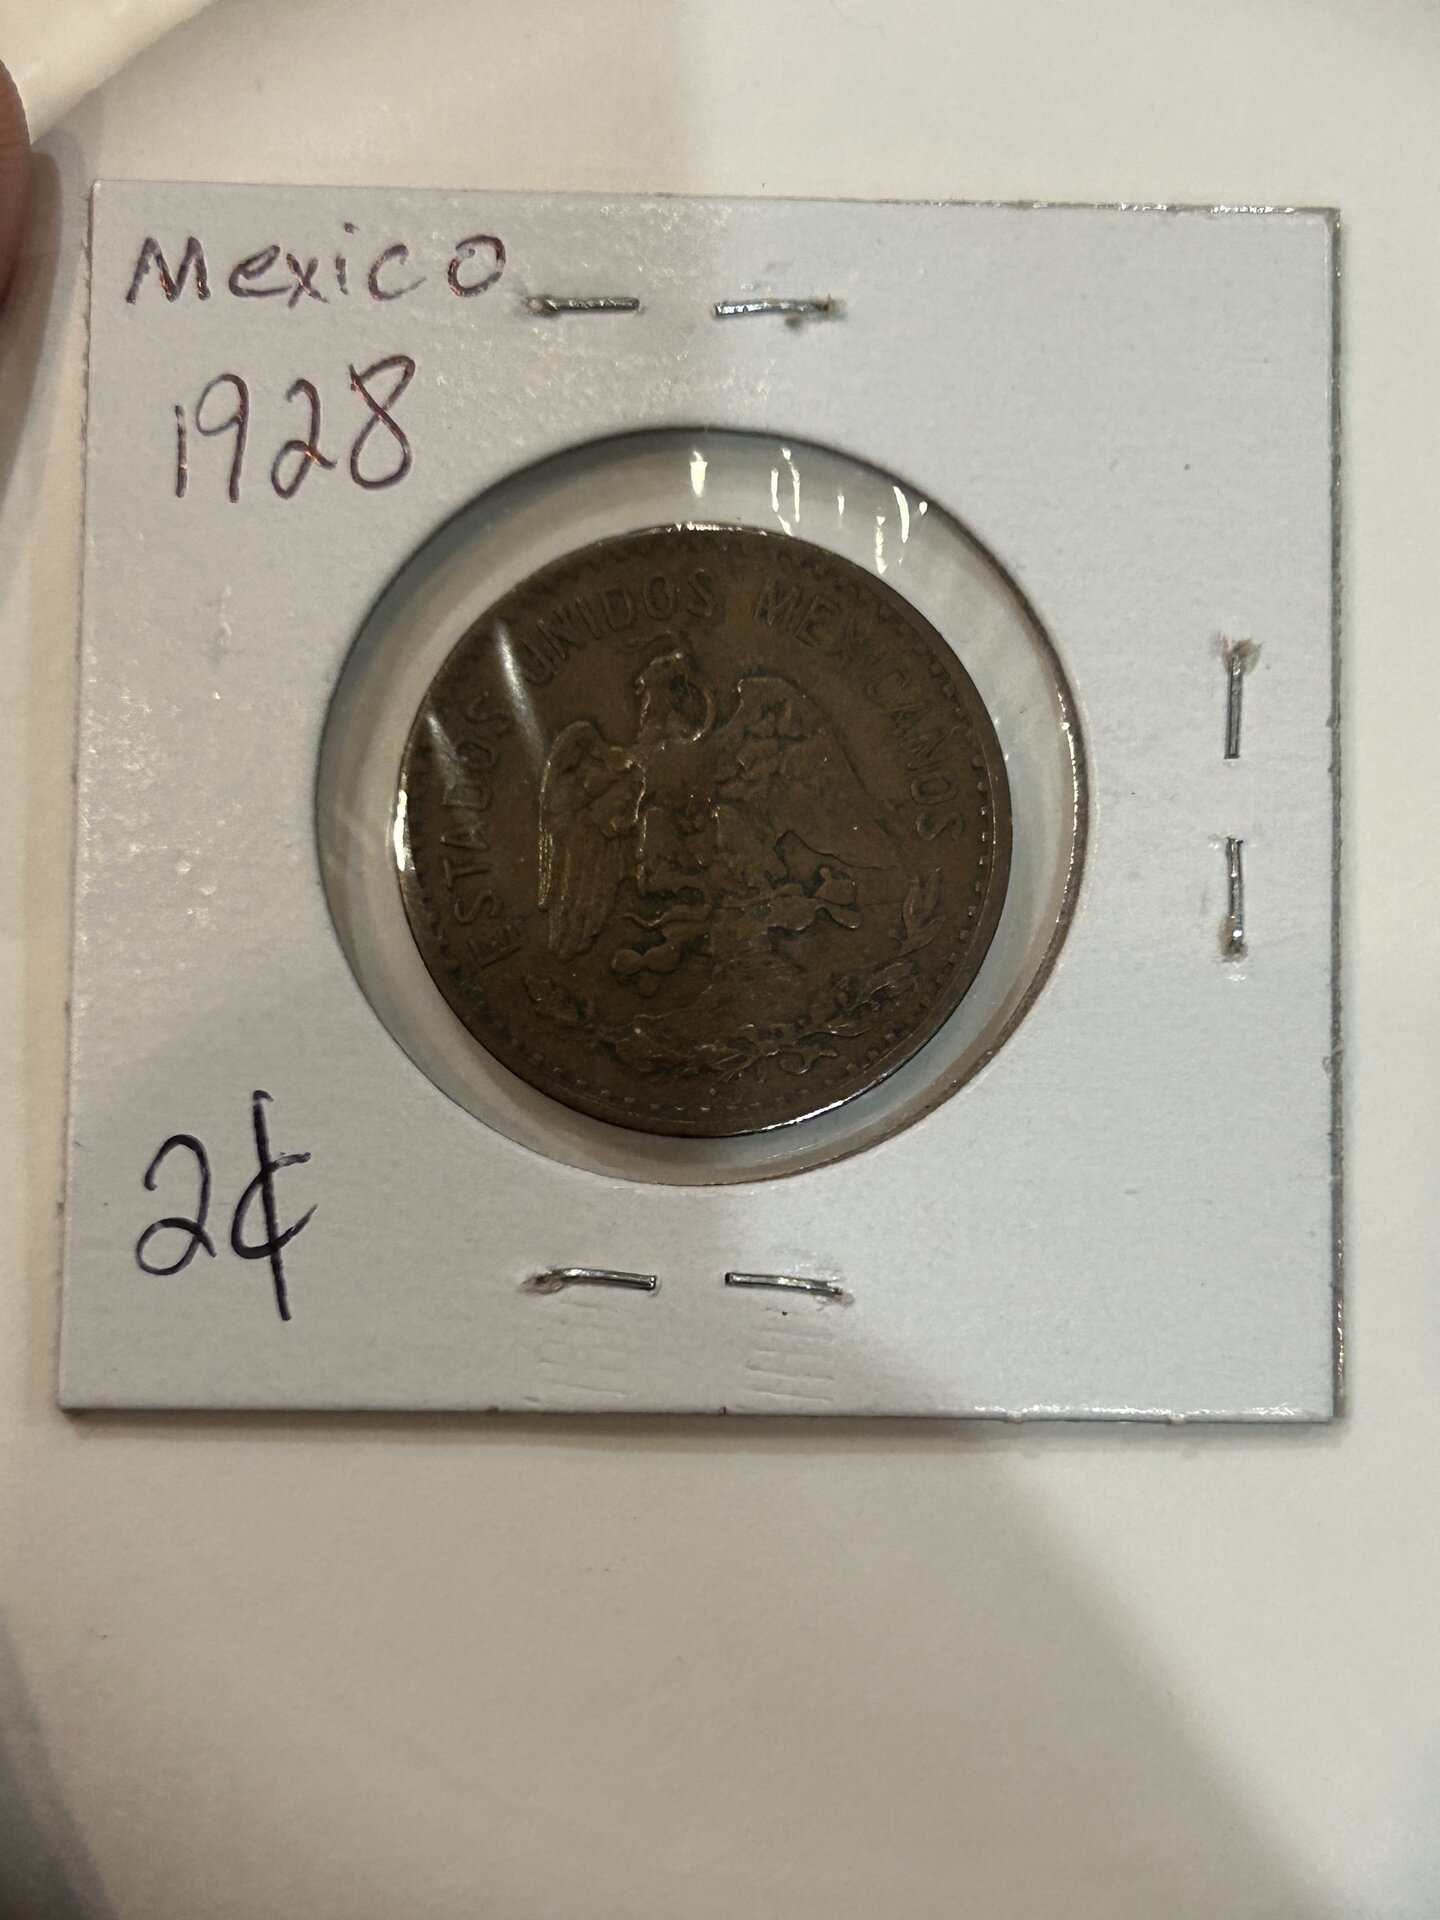 Mexico
1928
ESTADOS UNIDOS MEXICANOS
2¢